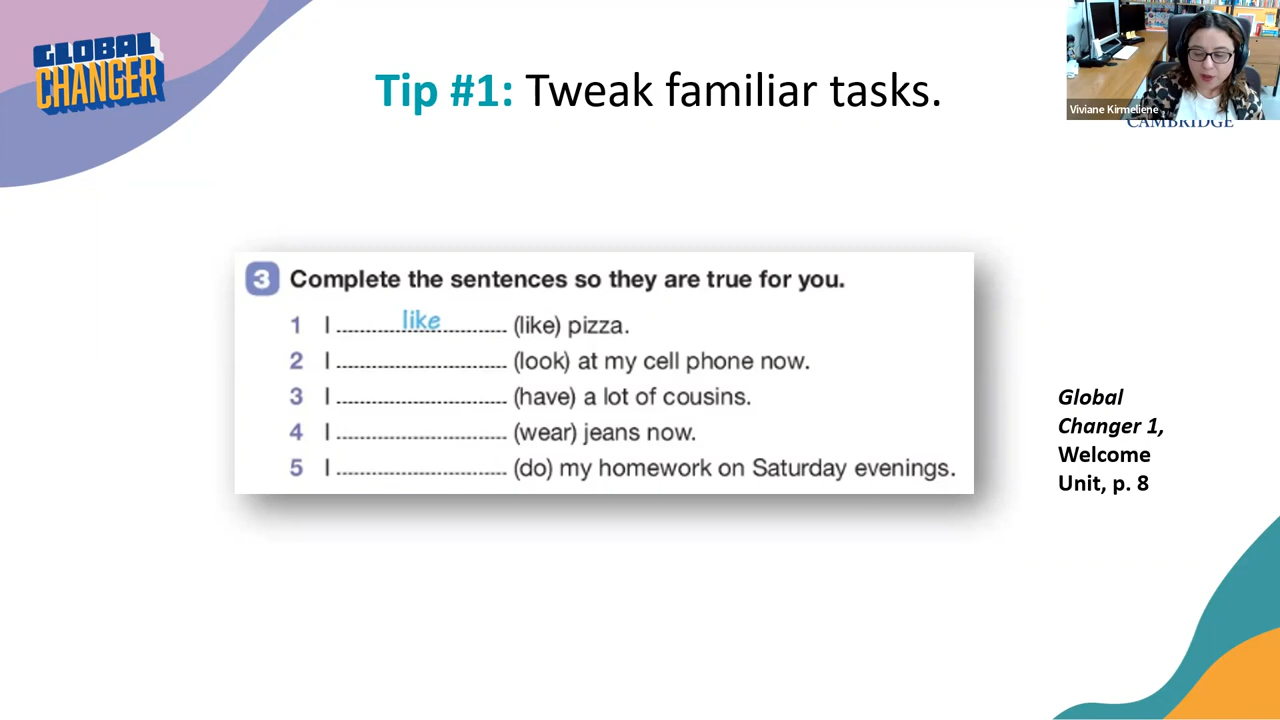 GLOBAL
CHANGER
Tip #1: Tweak familiar tasks.
Viviane Kirmeliene
CAMBRIDGE
3 Complete the sentences so they are true for you.
1 I like (like) pizza.
2 I (look) at my cell phone now.
3 I (have) a lot of cousins.
4 I (wear) jeans now.
5 I (do) my homework on Saturday evenings.
Global
Changer 1,
Welcome
Unit, p. 8